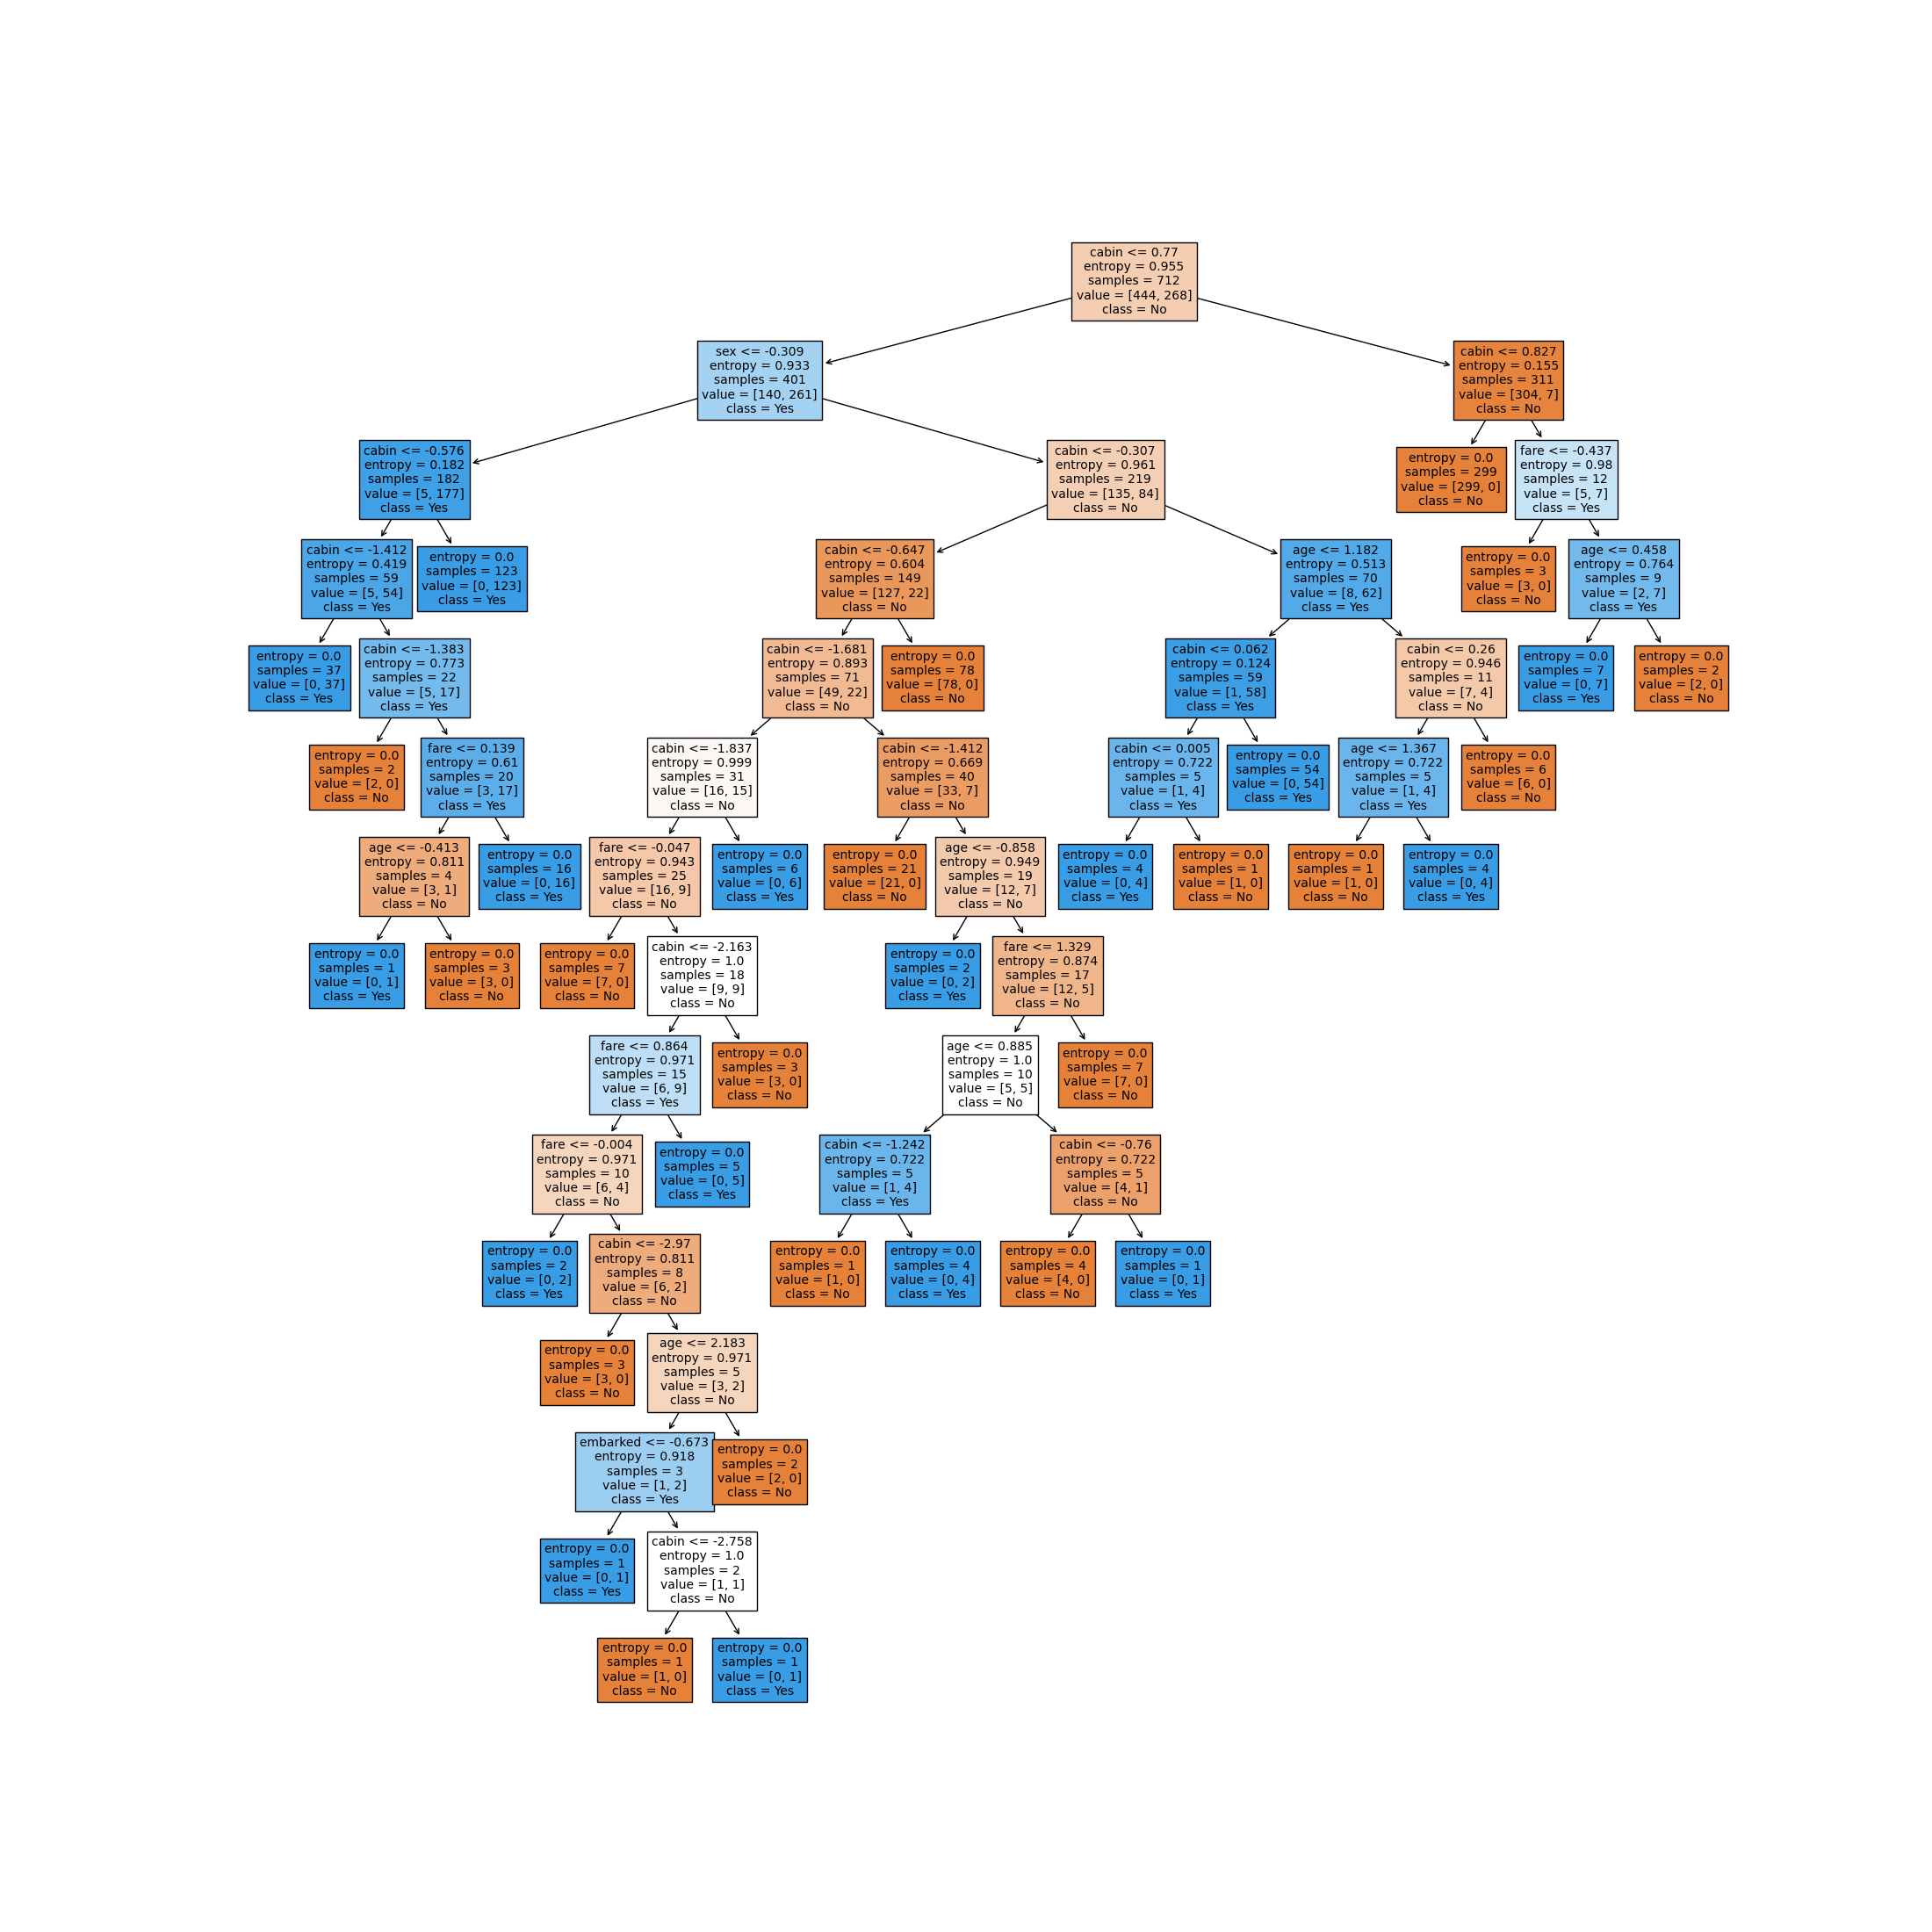 cabin <= 0.77
entropy = 0.955
samples = 712
value = [444, 268]
class = No
sex <= -0.309
entropy = 0.933
samples = 401
value = [140, 261]
class = Yes
cabin <= 0.827
entropy = 0.155
samples = 311
value = [304, 7]
class = No
cabin <= -0.576
entropy = 0.182
samples = 182
value = [5, 177]
class = Yes
cabin <= -0.307
entropy = 0.961
samples = 219
value = [135, 84]
class = No
entropy = 0.0
samples = 299
value = [299, 0]
class = No
fare <= -0.437
entropy = 0.98
samples = 12
value = [5, 7]
class = Yes
cabin <= -1.412
entropy = 0.419
samples = 59
value = [5, 54]
class = Yes
entropy = 0.0
samples = 123
value = [0, 123]
class = Yes
cabin <= -0.647
entropy = 0.604
samples = 149
value = [127, 22]
class = No
age <= 1.182
entropy = 0.513
samples = 70
value = [8, 62]
class = Yes
entropy = 0.0
samples = 3
value = [3, 0]
class = No
age <= 0.458
entropy = 0.764
samples = 9
value = [2, 7]
class = Yes
entropy = 0.0
samples = 37
value = [0, 37]
class = Yes
cabin <= -1.383
entropy = 0.773
samples = 22
value = [5, 17]
class = Yes
cabin <= -1.681
entropy = 0.893
samples = 71
value = [49, 22]
class = No
entropy = 0.0
samples = 78
value = [78, 0]
class = No
cabin <= 0.062
entropy = 0.124
samples = 59
value = [1, 58]
class = Yes
cabin <= 0.26
entropy = 0.946
samples = 11
value = [7, 4]
class = No
entropy = 0.0
samples = 7
value = [0, 7]
class = Yes
entropy = 0.0
samples = 2
value = [2, 0]
class = No
entropy = 0.0
samples = 2
value = [2, 0]
class = No
fare <= 0.139
entropy = 0.61
samples = 20
value = [3, 17]
class = Yes
cabin <= -1.837
entropy = 0.999
samples = 31
value = [16, 15]
class = No
cabin <= -1.412
entropy = 0.669
samples = 40
value = [33, 7]
class = No
cabin <= 0.005
entropy = 0.722
samples = 5
value = [1, 4]
class = Yes
entropy = 0.0
samples = 54
value = [0, 54]
class = Yes
age <= 1.367
entropy = 0.722
samples = 5
value = [1, 4]
class = Yes
entropy = 0.0
samples = 6
value = [6, 0]
class = No
age <= -0.413
entropy = 0.811
samples = 4
value = [3, 1]
class = No
entropy = 0.0
samples = 16
value = [0, 16]
class = Yes
fare <= -0.047
entropy = 0.943
samples = 25
value = [16, 9]
class = No
entropy = 0.0
samples = 6
value = [0, 6]
class = Yes
entropy = 0.0
samples = 21
value = [21, 0]
class = No
age <= -0.858
entropy = 0.949
samples = 19
value = [12, 7]
class = No
entropy = 0.0
samples = 4
value = [0, 4]
class = Yes
entropy = 0.0
samples = 1
value = [1, 0]
class = No
entropy = 0.0
samples = 1
value = [1, 0]
class = No
entropy = 0.0
samples = 4
value = [0, 4]
class = Yes
entropy = 0.0
samples = 1
value = [0, 1]
class = Yes
entropy = 0.0
samples = 3
value = [3, 0]
class = No
entropy = 0.0
samples = 7
value = [7, 0]
class = No
cabin <= -2.163
entropy = 1.0
samples = 18
value = [9, 9]
class = No
entropy = 0.0
samples = 2
value = [0, 2]
class = Yes
fare <= 1.329
entropy = 0.874
samples = 17
value = [12, 5]
class = No
fare <= 0.864
entropy = 0.971
samples = 15
value = [6, 9]
class = Yes
entropy = 0.0
samples = 3
value = [3, 0]
class = No
age <= 0.885
entropy = 1.0
samples = 10
value = [5, 5]
class = No
entropy = 0.0
samples = 7
value = [7, 0]
class = No
fare <= -0.004
entropy = 0.971
samples = 10
value = [6, 4]
class = No
entropy = 0.0
samples = 5
value = [0, 5]
class = Yes
cabin <= -1.242
entropy = 0.722
samples = 5
value = [1, 4]
class = Yes
cabin <= -0.76
entropy = 0.722
samples = 5
value = [4, 1]
class = No
entropy = 0.0
samples = 2
value = [0, 2]
class = Yes
cabin <= -2.97
entropy = 0.811
samples = 8
value = [6, 2]
class = No
entropy = 0.0
samples = 1
value = [1, 0]
class = No
entropy = 0.0
samples = 4
value = [0, 4]
class = Yes
entropy = 0.0
samples = 4
value = [4, 0]
class = No
entropy = 0.0
samples = 1
value = [0, 1]
class = Yes
entropy = 0.0
samples = 3
value = [3, 0]
class = No
age <= 2.183
entropy = 0.971
samples = 5
value = [3, 2]
class = No
embarked <= -0.673
entropy = 0.918
samples = 3
value = [1, 2]
class = Yes
entropy = 0.0
samples = 2
value = [2, 0]
class = No
entropy = 0.0
samples = 1
value = [0, 1]
class = Yes
cabin <= -2.758
entropy = 1.0
samples = 2
value = [1, 1]
class = No
entropy = 0.0
samples = 1
value = [1, 0]
class = No
entropy = 0.0
samples = 1
value = [0, 1]
class = Yes